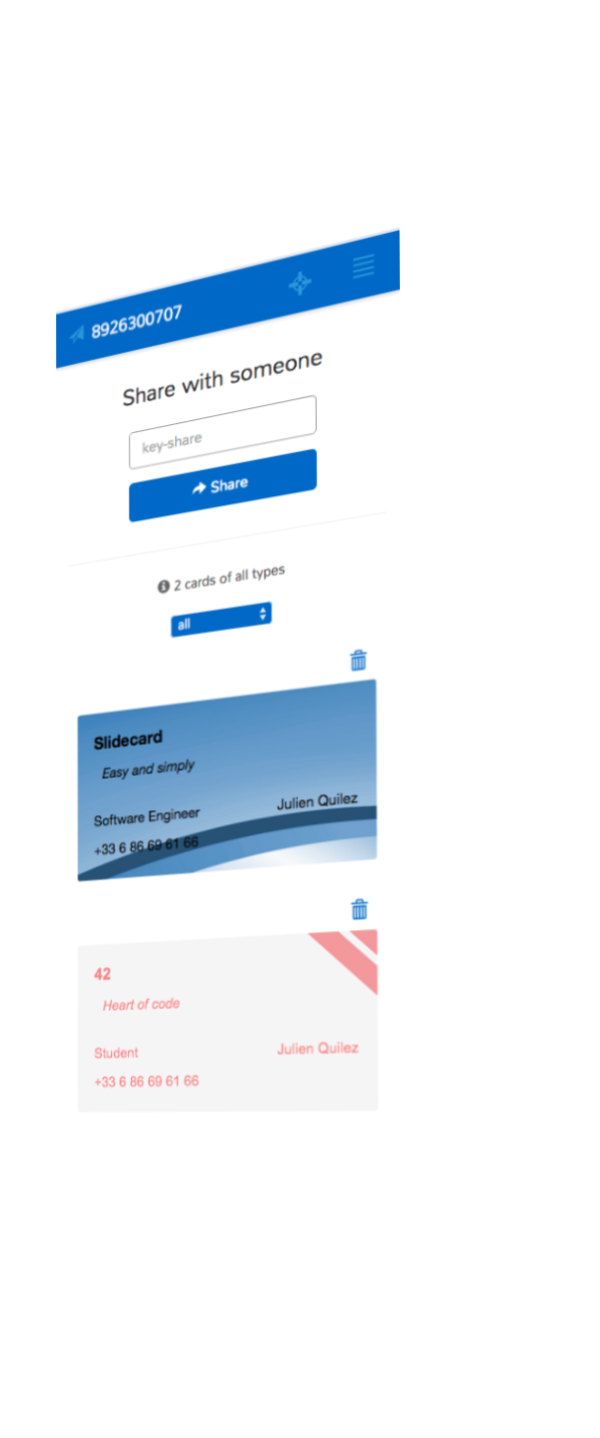 8926300707
Share with someone
key-share
Share
2 cards of all types
all
Slidecard
Easy and simply
Software Engineer
Julien Quilez
+33 6 86 69 61 66
42
Heart of code
Student
Julien Quilez
+33 6 86 69 61 66